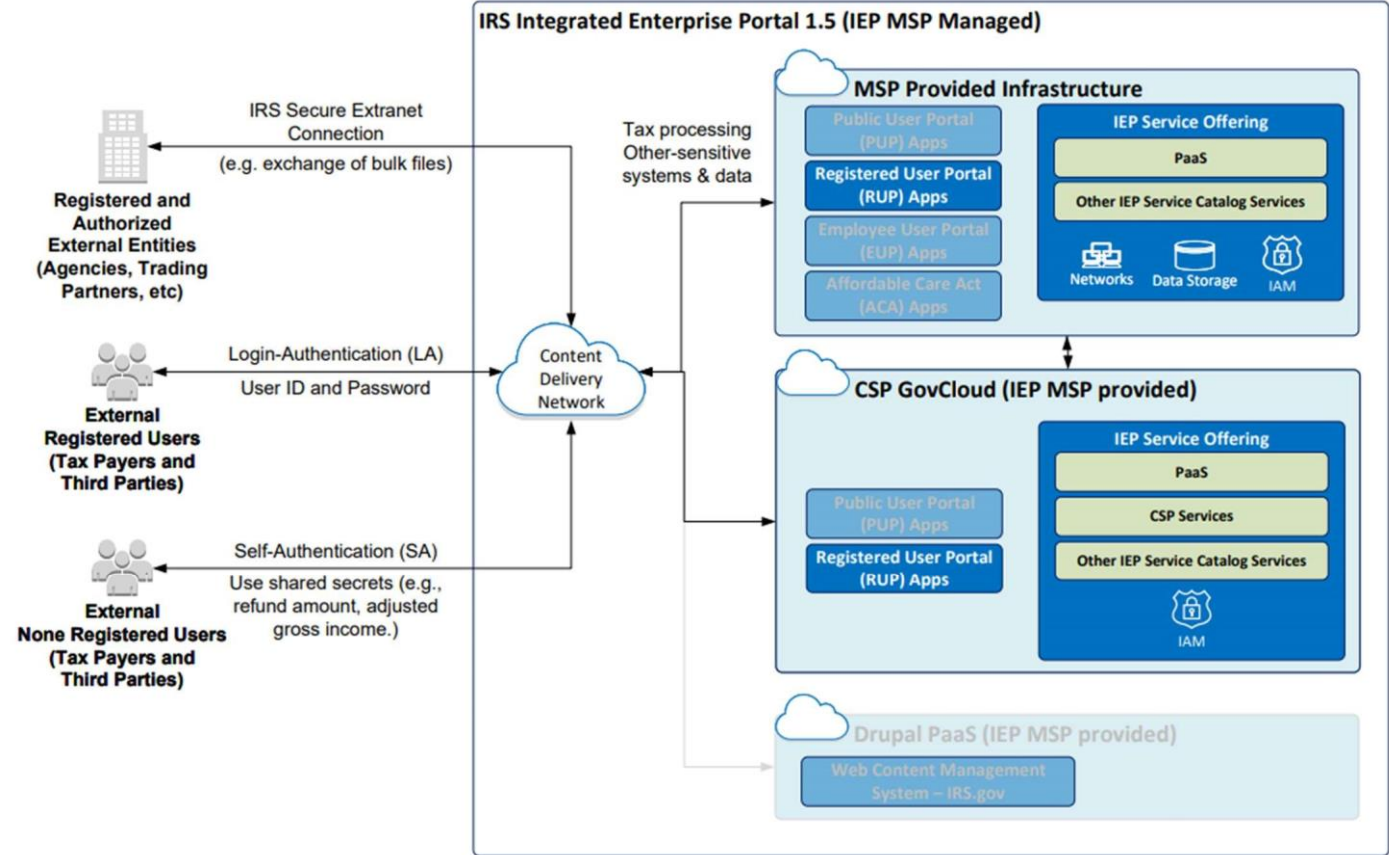 IRS Integrated Enterprise Portal 1.5 (IEP MSP Managed)
IRS Secure Extranet
Connection
(e.g. exchange of bulk files)
Registered and
Authorized
External Entities
(Agencies, Trading
Partners, etc)
Login-Authentication (LA)
User ID and Password
External
Registered Users
(Tax Payers and
Third Parties)
Self-Authentication (SA)
Use shared secrets (e.g.,
refund amount, adjusted
gross income.)
External
None Registered Users
(Tax Payers and
Third Parties)
Content
Delivery
Network
Tax processing
Other-sensitive
systems & data
MSP Provided Infrastructure
Public User Portal
(PUP) Apps
Registered User Portal
(RUP) Apps
Employee User Portal
(EUP) Apps
Affordable Care Act
(ACA) Apps
IEP Service Offering
PaaS
Other IEP Service Catalog Services
Networks
Data Storage
IAM
CSP GovCloud (IEP MSP provided)
Public User Portal
(PUP) Apps
Registered User Portal
(RUP) Apps
IEP Service Offering
PaaS
CSP Services
Other IEP Service Catalog Services
IAM
Drupal PaaS (IEP MSP provided)
Web Content Management
System – IRS.gov